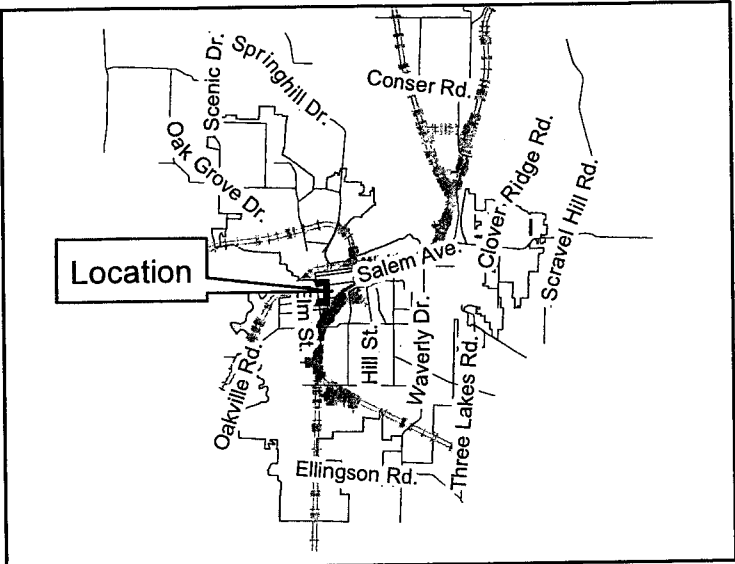 Scenic Dr.
Springhill Dr.
Conser Rd.
Oak Grove Dr.
Clover Ridge Rd.
Scravel Hill Rd.
Salem Ave.
Location
Elm St.
Hill St.
Waverly Dr.
Oakville Rd.
Three Lakes Rd.
Ellingson Rd.